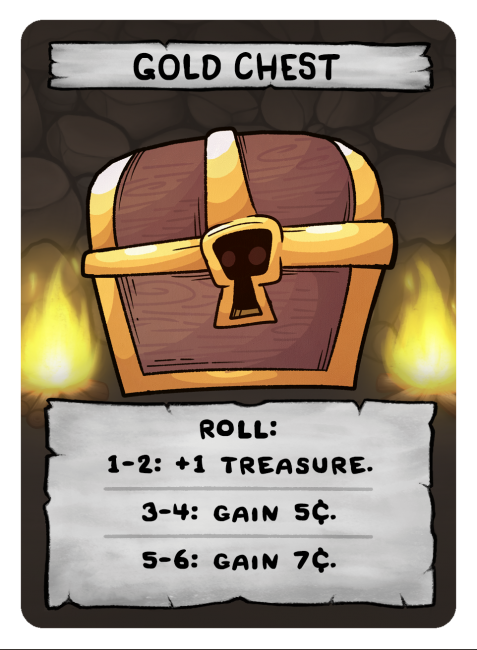 GOLD CHEST
ROLL:
1-2: +1 TREASURE.
3-4: GAIN 5¢.
5-6: GAIN 7¢.